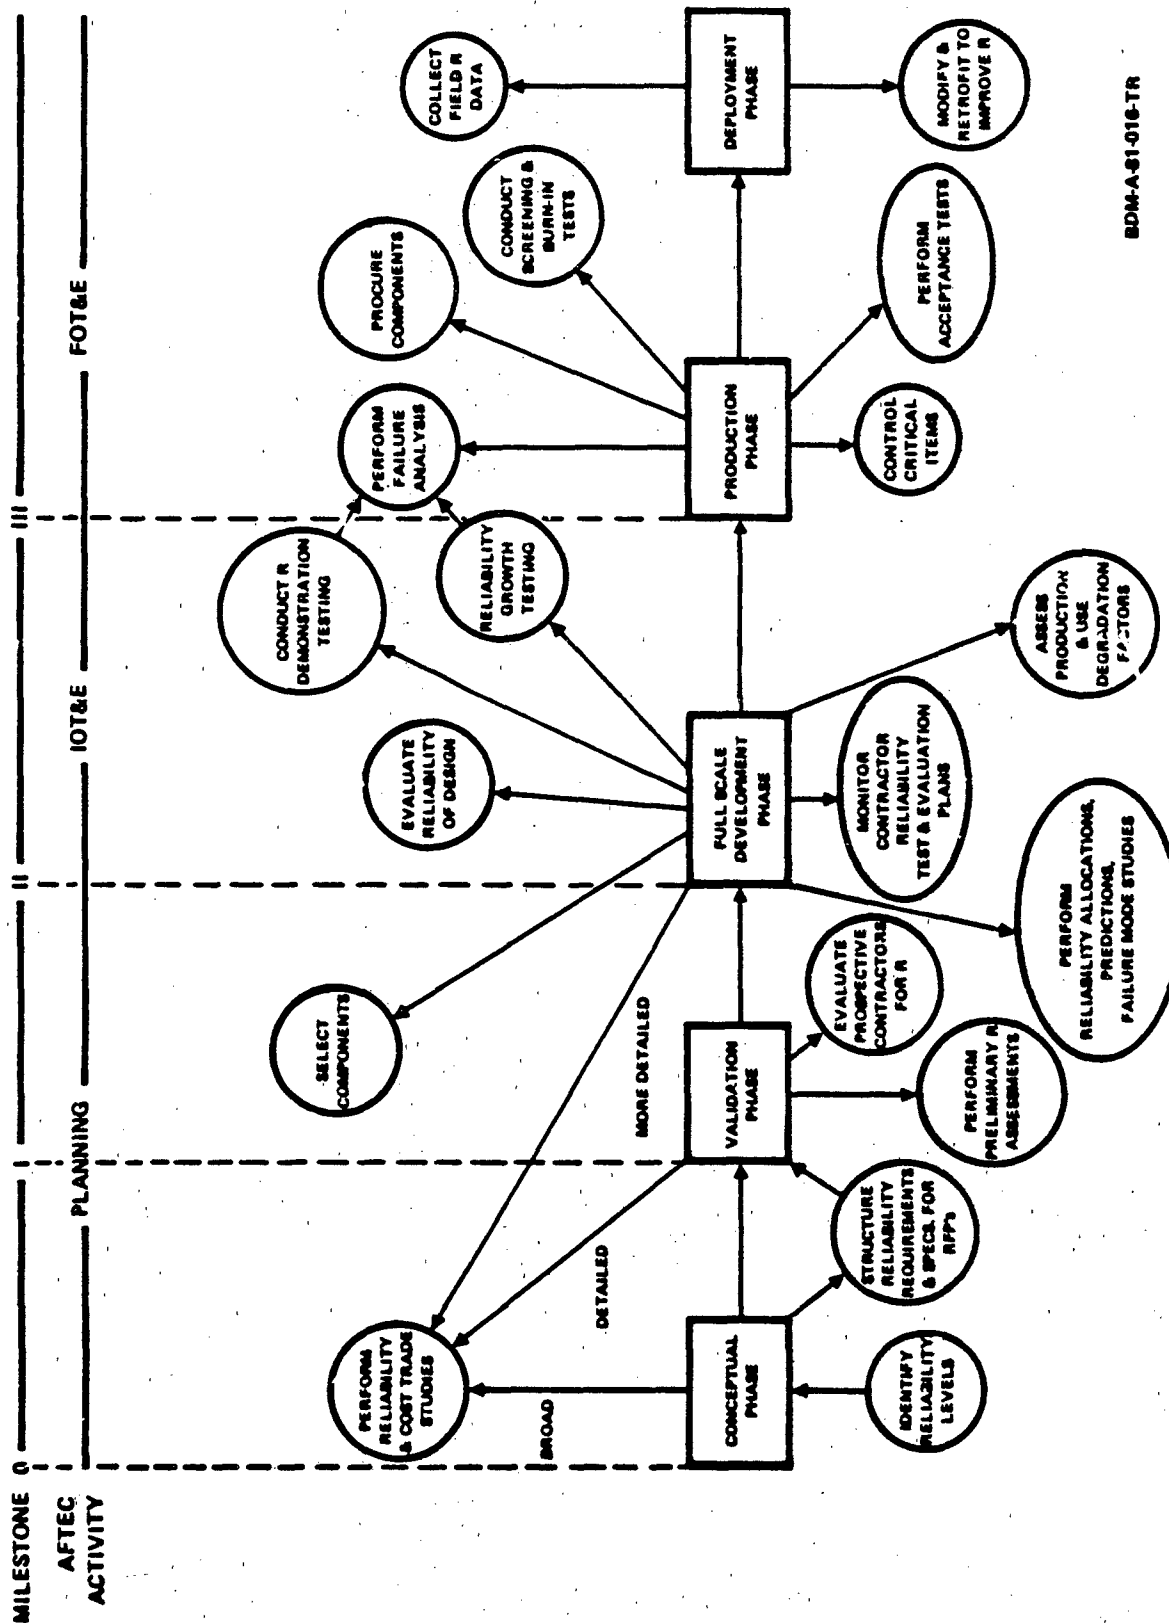 MILESTONE 0 I II III
AFTEC
ACTIVITY
PLANNING IOT&E FOT&E
PERFORM
RELIABILITY
& COST TRADE
STUDIES
SELECT
COMPONENTS
EVALUATE
RELIABILITY
OF DESIGN
CONDUCT R
DEMONSTRATION
TESTING
RELIABILITY
GROWTH
TESTING
PERFORM
FAILURE
ANALYSIS
PROCURE
COMPONENTS
CONDUCT
SCREENING &
BURN-IN
TESTS
COLLECT
FIELD R
DATA
BROAD
DETAILED
MORE DETAILED
CONCEPTUAL
PHASE
VALIDATION
PHASE
FULL SCALE
DEVELOPMENT
PHASE
PRODUCTION
PHASE
DEPLOYMENT
PHASE
IDENTIFY
RELIABILITY
LEVELS
STRUCTURE
RELIABILITY
REQUIREMENTS
& SPECS. FOR
RFP's
PERFORM
PRELIMINARY R
ASSESSMENTS
EVALUATE
PROSPECTIVE
CONTRACTORS
FOR R
PERFORM
RELIABILITY ALLOCATIONS,
PREDICTIONS,
FAILURE MODE STUDIES
MONITOR
CONTRACTOR
RELIABILITY
TEST & EVALUATION
PLANS
ASSESS
PRODUCTION
& USE
DEGRADATION
FACTORS
CONTROL
CRITICAL
ITEMS
PERFORM
ACCEPTANCE TESTS
MODIFY &
RETROFIT TO
IMPROVE R
BDM-A-81-016-TR